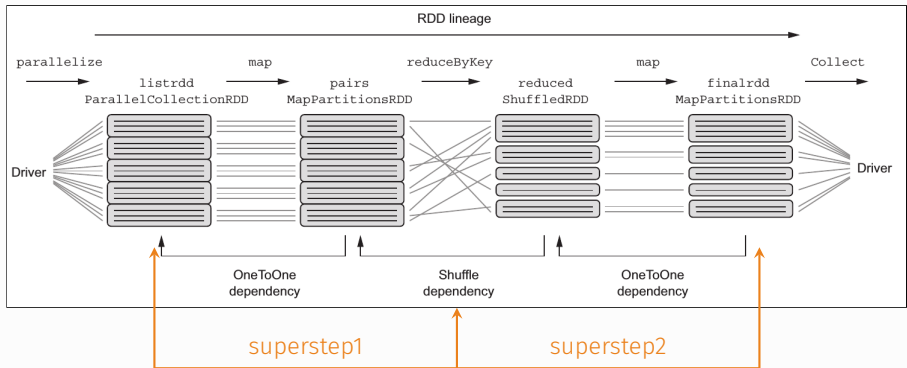 RDD lineage
parallelize
map
reduceByKey
map
Collect
listrdd
ParallelCollectionRDD
pairs
MapPartitionsRDD
reduced
ShuffledRDD
finalrdd
MapPartitionsRDD
Driver
Driver
OneToOne
dependency
Shuffle
dependency
OneToOne
dependency
superstep1
superstep2